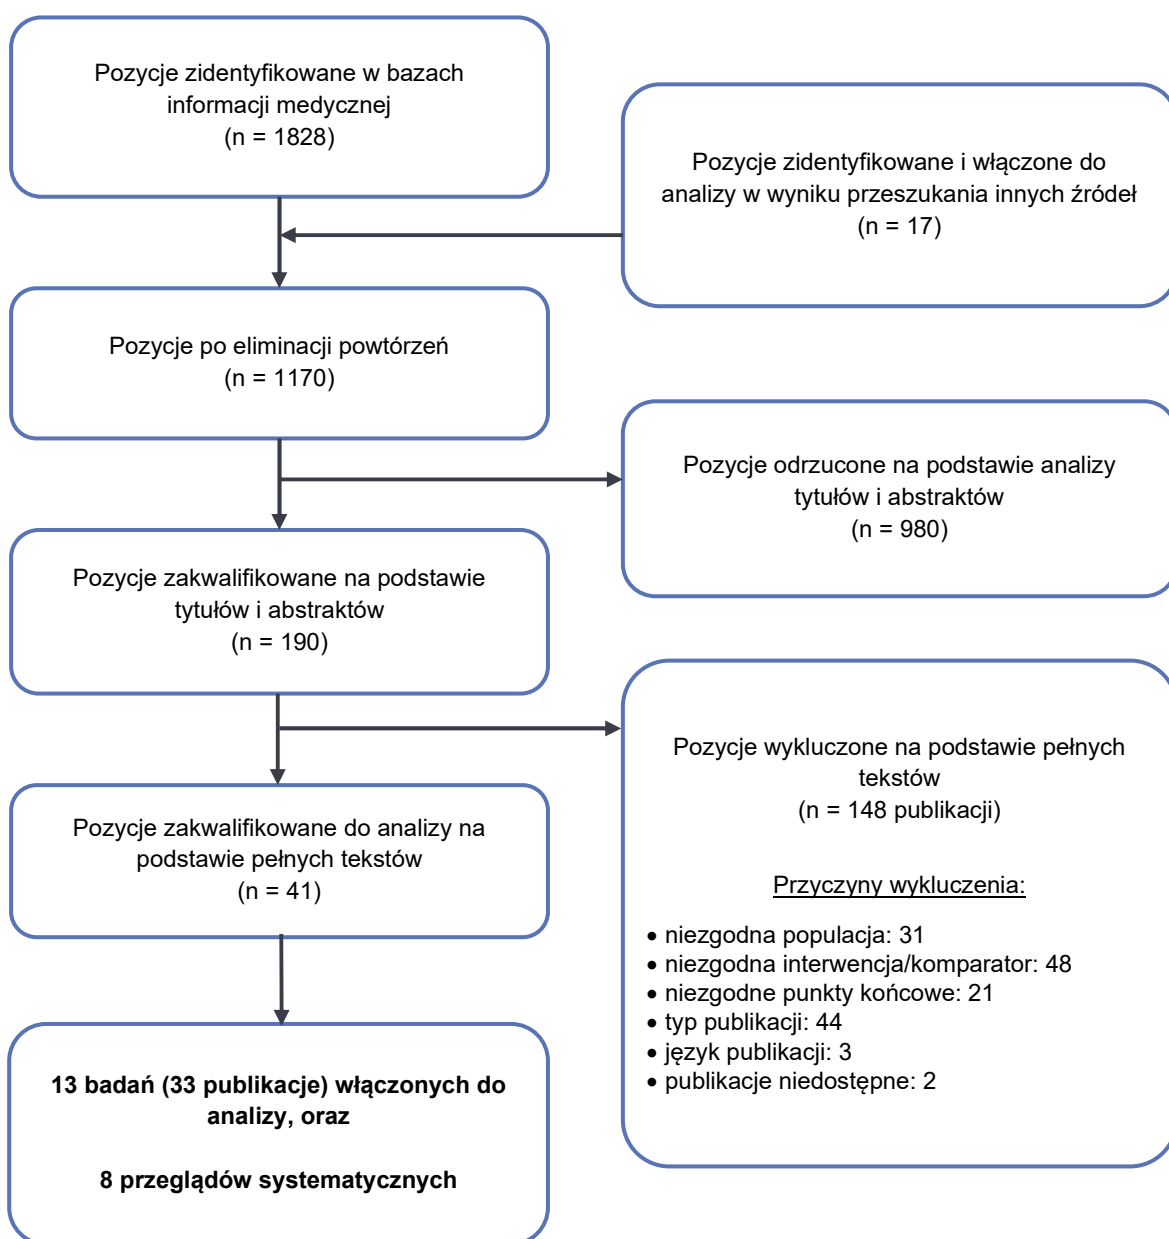 Pozycje zidentyfikowane w bazach
informacji medycznej
(n = 1828)
Pozycje zidentyfikowane i włączone do
analizy w wyniku przeszukania innych źródeł
(n = 17)
Pozycje po eliminacji powtórzeń
(n = 1170)
Pozycje odrzucone na podstawie analizy
tytułów i abstraktów
(n = 980)
Pozycje zakwalifikowane na podstawie
tytułów i abstraktów
(n = 190)
Pozycje wykluczone na podstawie pełnych
tekstów
(n = 148 publikacji)
Przyczyny wykluczenia:
• niezgodna populacja: 31
• niezgodna interwencja/komparator: 48
• niezgodne punkty końcowe: 21
• typ publikacji: 44
• język publikacji: 3
• publikacje niedostępne: 2
Pozycje zakwalifikowane do analizy na
podstawie pełnych tekstów
(n = 41)
13 badań (33 publikacje) włączonych do
analizy, oraz
8 przeglądów systematycznych